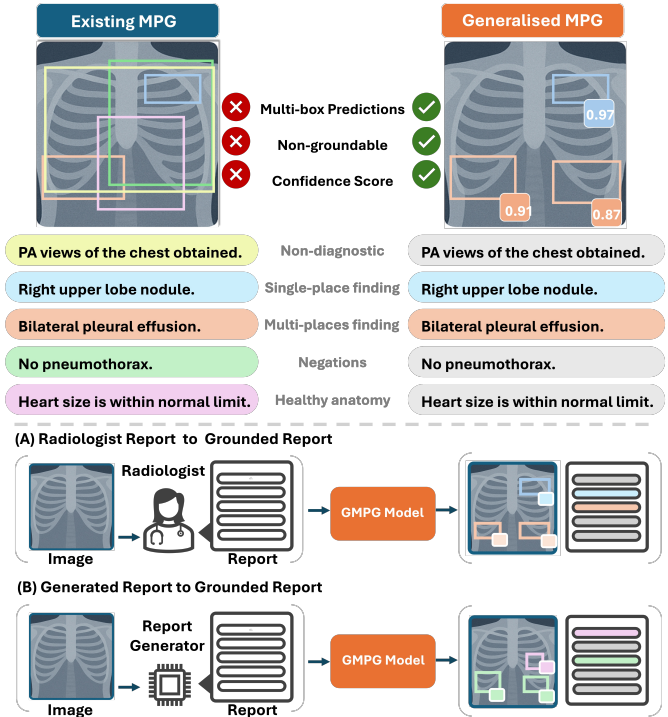 Existing MPG
Generalised MPG
Multi-box Predictions
Non-groundable
Confidence Score
0.97
0.91
0.87
PA views of the chest obtained.
Non-diagnostic
PA views of the chest obtained.
Right upper lobe nodule.
Single-place finding
Right upper lobe nodule.
Bilateral pleural effusion.
Multi-places finding
Bilateral pleural effusion.
No pneumothorax.
Negations
No pneumothorax.
Heart size is within normal limit.
Healthy anatomy
Heart size is within normal limit.
(A) Radiologist Report to Grounded Report
Radiologist
GMPG Model
Image
Report
(B) Generated Report to Grounded Report
Report
Generator
GMPG Model
Image
Report